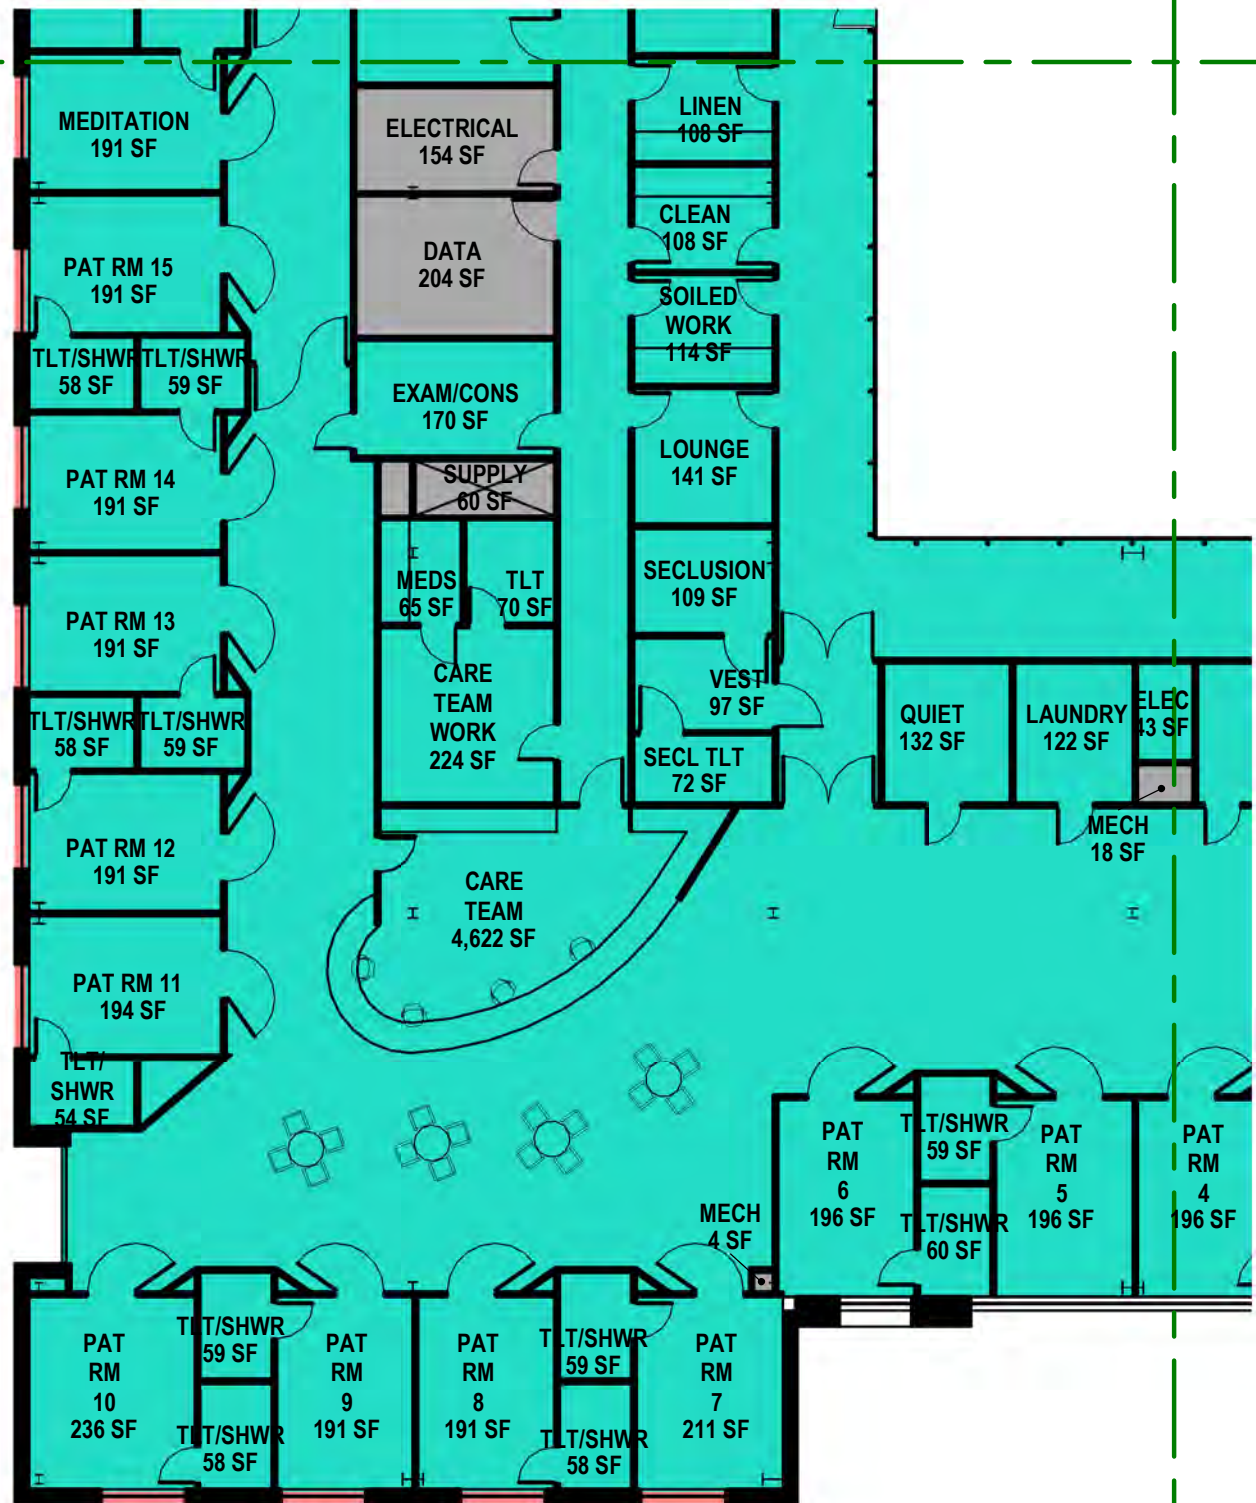 MEDITATION
191 SF
ELECTRICAL
154 SF
LINEN
108 SF
PAT RM 15
191 SF
DATA
204 SF
CLEAN
108 SF
SOILED
WORK
114 SF
TLT/SHWR
58 SF
TLT/SHWR
59 SF
EXAM/CONS
170 SF
LOUNGE
141 SF
PAT RM 14
191 SF
SUPPLY
60 SF
MEDS
65 SF
TLT
70 SF
SECLUSION
109 SF
PAT RM 13
191 SF
CARE
TEAM
WORK
224 SF
VEST
97 SF
TLT/SHWR
58 SF
TLT/SHWR
59 SF
SECL TLT
72 SF
QUIET
132 SF
LAUNDRY
122 SF
ELEC
43 SF
MECH
18 SF
PAT RM 12
191 SF
CARE
TEAM
4,622 SF
PAT RM 11
194 SF
TLT/
SHWR
54 SF
PAT
RM
6
196 SF
TLT/SHWR
59 SF
TLT/SHWR
60 SF
PAT
RM
5
196 SF
PAT
RM
4
196 SF
MECH
4 SF
PAT
RM
10
236 SF
TLT/SHWR
59 SF
TLT/SHWR
58 SF
PAT
RM
9
191 SF
PAT
RM
8
191 SF
TLT/SHWR
59 SF
TLT/SHWR
58 SF
PAT
RM
7
211 SF